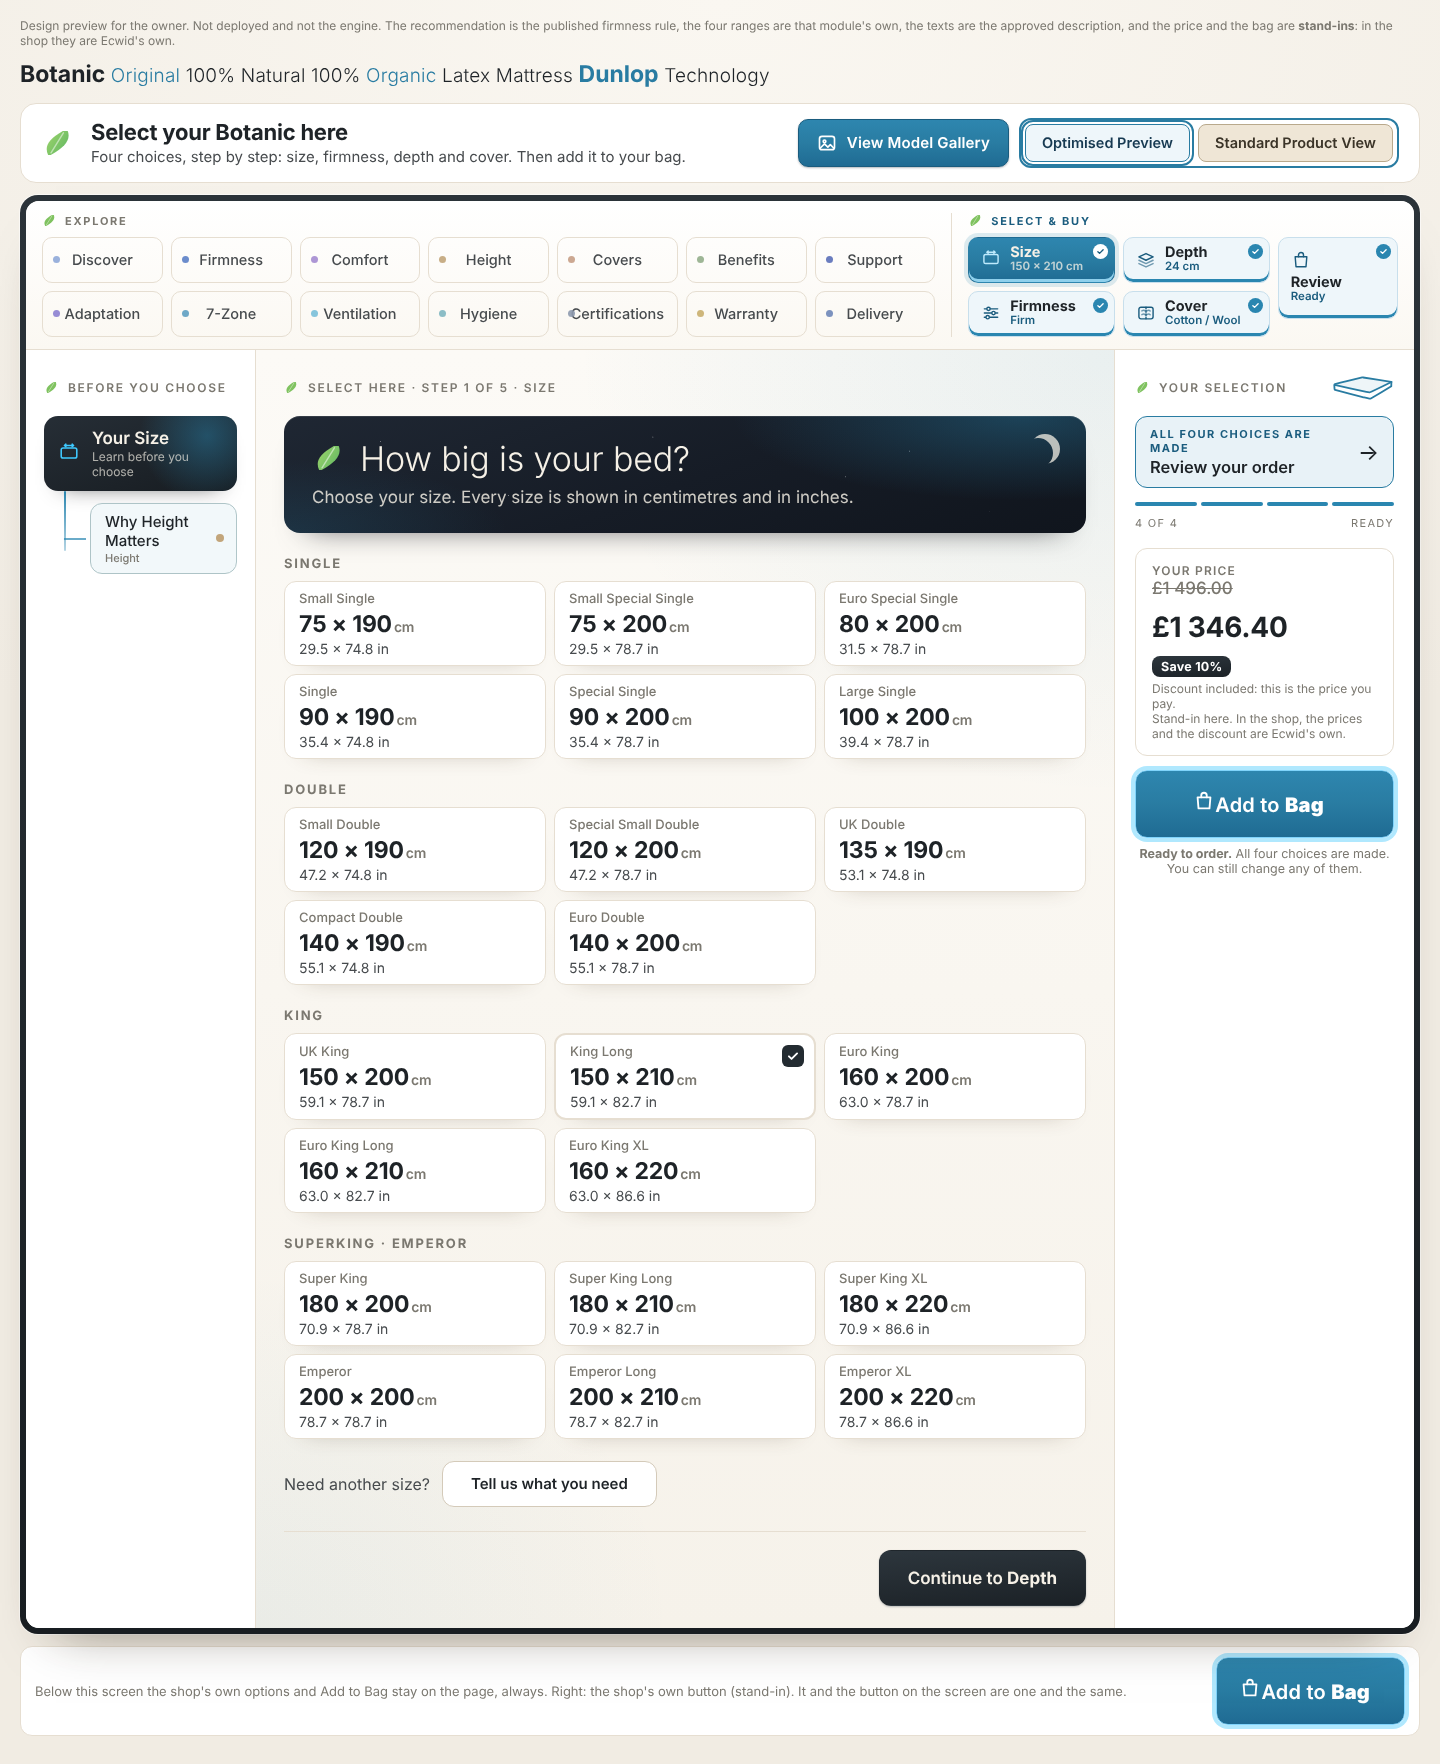 Design preview for the owner. Not deployed and not the engine. The recommendation is the published firmness rule, the four ranges are that module's own, the texts are the approved description, and the price and the bag are stand-ins: in the
shop they are Ecwid's own.
Botanic Original 100% Natural 100% Organic Latex Mattress Dunlop Technology
Select your Botanic here
Four choices, step by step: size, firmness, depth and cover. Then add it to your bag.
View Model Gallery
Optimised Preview
Standard Product View
EXPLORE
Discover
Firmness
Comfort
Height
Covers
Benefits
Support
Adaptation
7-Zone
Ventilation
Hygiene
Certifications
Warranty
Delivery
SELECT & BUY
Size
150 × 210 cm
Depth
24 cm
Review
Ready
Firmness
Firm
Cover
Cotton / Wool
BEFORE YOU CHOOSE
Your Size
Learn before you
choose
Why Height
Matters
Height
SELECT HERE · STEP 1 OF 5 · SIZE
How big is your bed?
Choose your size. Every size is shown in centimetres and in inches.
SINGLE
Small Single
75 × 190 cm
29.5 × 74.8 in
Small Special Single
75 × 200 cm
29.5 × 78.7 in
Euro Special Single
80 × 200 cm
31.5 × 78.7 in
Single
90 × 190 cm
35.4 × 74.8 in
Special Single
90 × 200 cm
35.4 × 78.7 in
Large Single
100 × 200 cm
39.4 × 78.7 in
DOUBLE
Small Double
120 × 190 cm
47.2 × 74.8 in
Special Small Double
120 × 200 cm
47.2 × 78.7 in
UK Double
135 × 190 cm
53.1 × 74.8 in
Compact Double
140 × 190 cm
55.1 × 74.8 in
Euro Double
140 × 200 cm
55.1 × 78.7 in
KING
UK King
150 × 200 cm
59.1 × 78.7 in
King Long
150 × 210 cm
59.1 × 82.7 in
Euro King
160 × 200 cm
63.0 × 78.7 in
Euro King Long
160 × 210 cm
63.0 × 82.7 in
Euro King XL
160 × 220 cm
63.0 × 86.6 in
SUPERKING · EMPEROR
Super King
180 × 200 cm
70.9 × 78.7 in
Super King Long
180 × 210 cm
70.9 × 82.7 in
Super King XL
180 × 220 cm
70.9 × 86.6 in
Emperor
200 × 200 cm
78.7 × 78.7 in
Emperor Long
200 × 210 cm
78.7 × 82.7 in
Emperor XL
200 × 220 cm
78.7 × 86.6 in
Need another size?
Tell us what you need
Continue to Depth
YOUR SELECTION
ALL FOUR CHOICES ARE
MADE
Review your order
4 OF 4
READY
YOUR PRICE
£1 496.00
£1 346.40
Save 10%
Discount included: this is the price you
pay.
Stand-in here. In the shop, the prices
and the discount are Ecwid's own.
Add to Bag
Ready to order. All four choices are made.
You can still change any of them.
Below this screen the shop's own options and Add to Bag stay on the page, always. Right: the shop's own button (stand-in). It and the button on the screen are one and the same.
Add to Bag